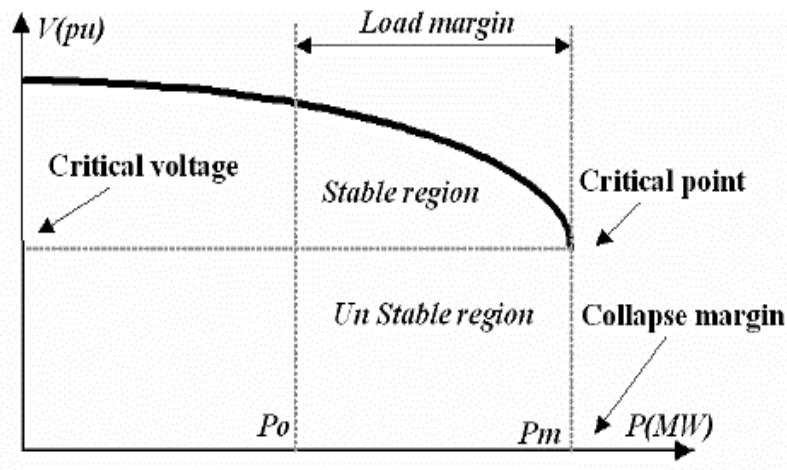 V(pu)
Load margin
Critical voltage
Stable region
Critical point
Un Stable region
Collapse margin
Po
Pm
P(MW)